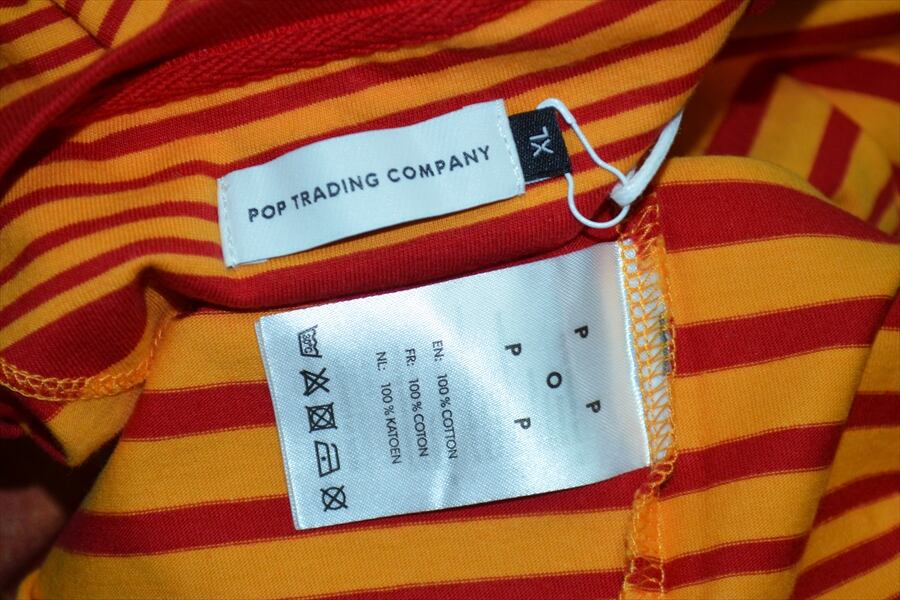 POP TRADING COMPANY
XL
P P
O
P P
EN: 100 % COTTON
FR: 100 % COTON
NL: 100 % KATOEN